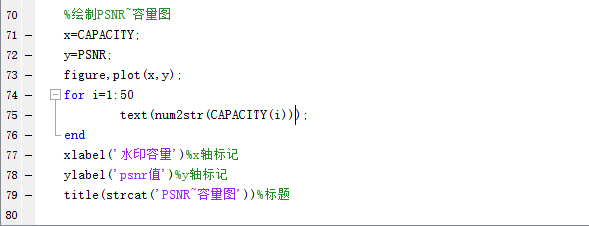 70 %绘制PSNR~容量图
71 — x=CAPACITY;
72 — y=PSNR;
73 — figure,plot(x,y);
74 — for i=1:50
75 — text(num2str(CAPACITY(i)));
76 — end
77 — xlabel('水印容量')%x轴标记
78 — ylabel('psnr值')%y轴标记
79 — title(strcat('PSNR~容量图'))%标题
80